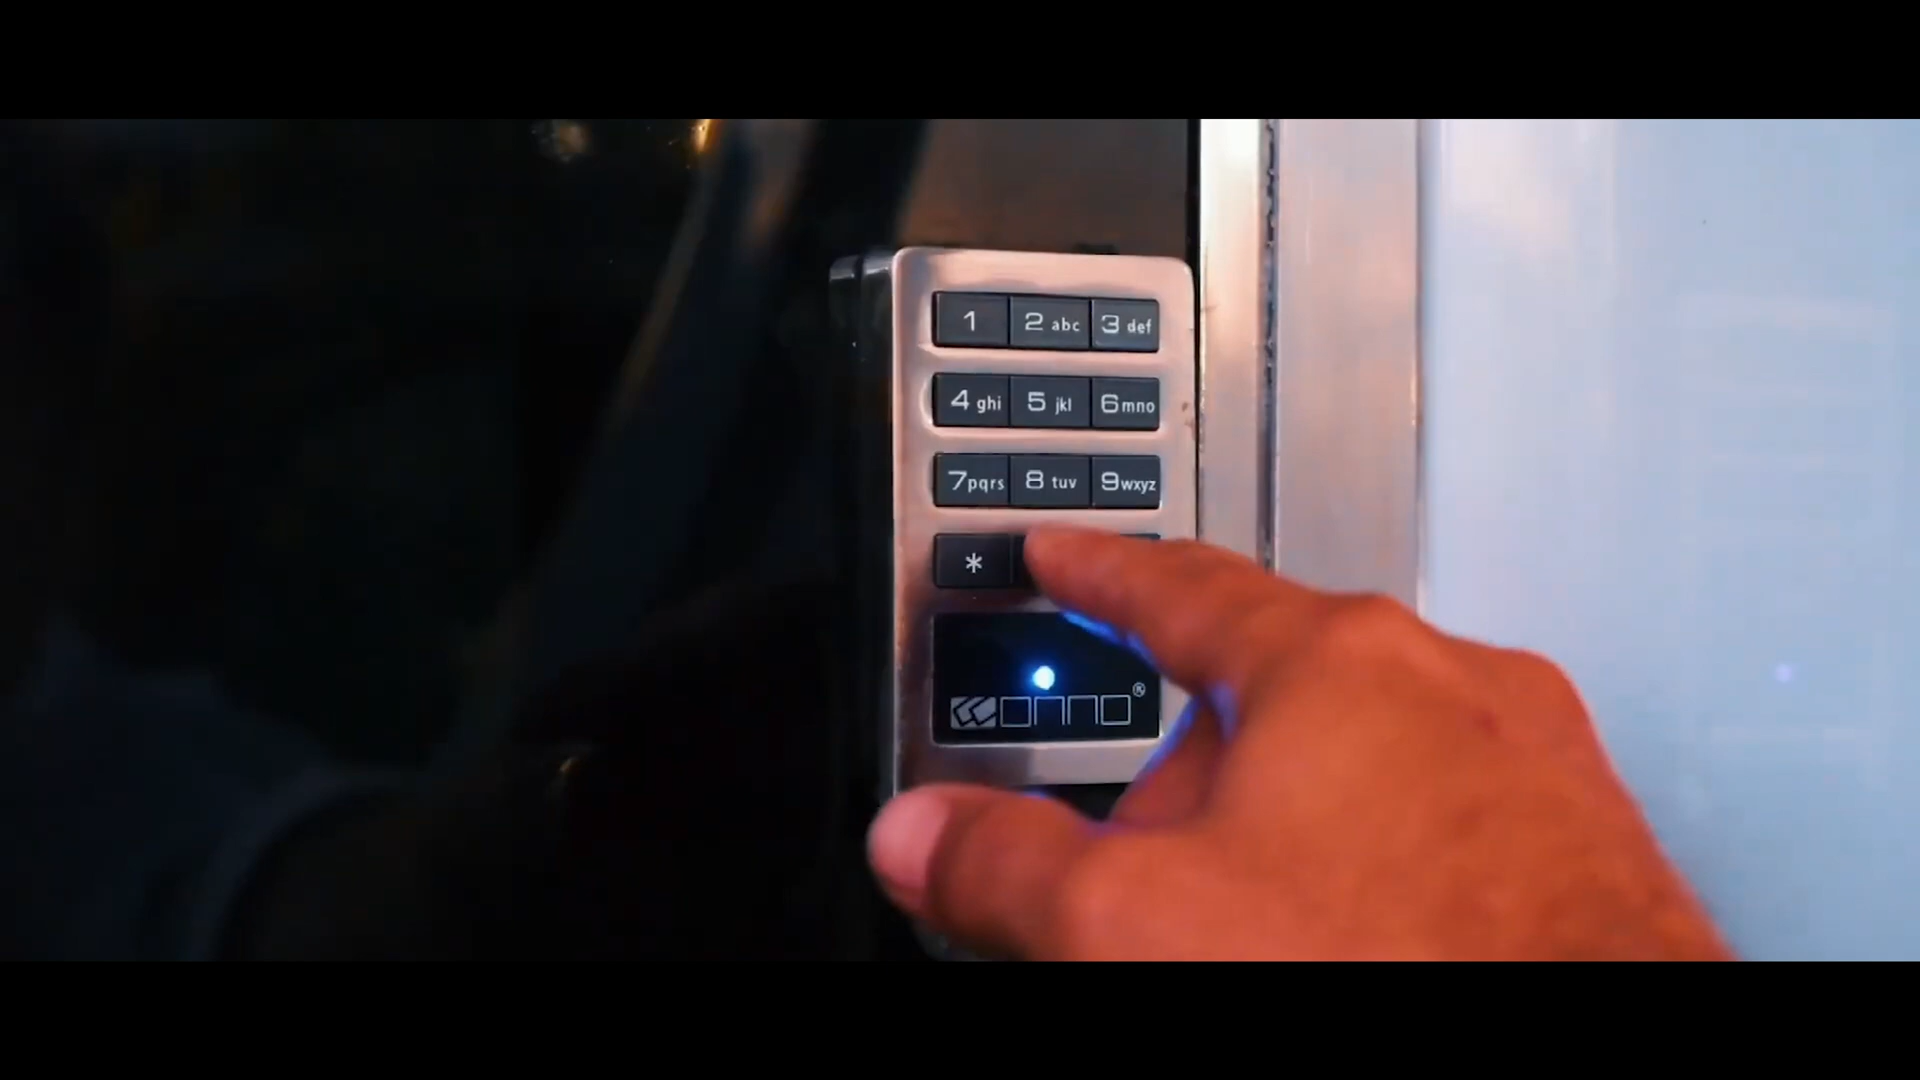 1 2 abc 3 def
4 ghi 5 jkl 6 mno
7 pqrs 8 tuv 9 wxyz
*
onno®